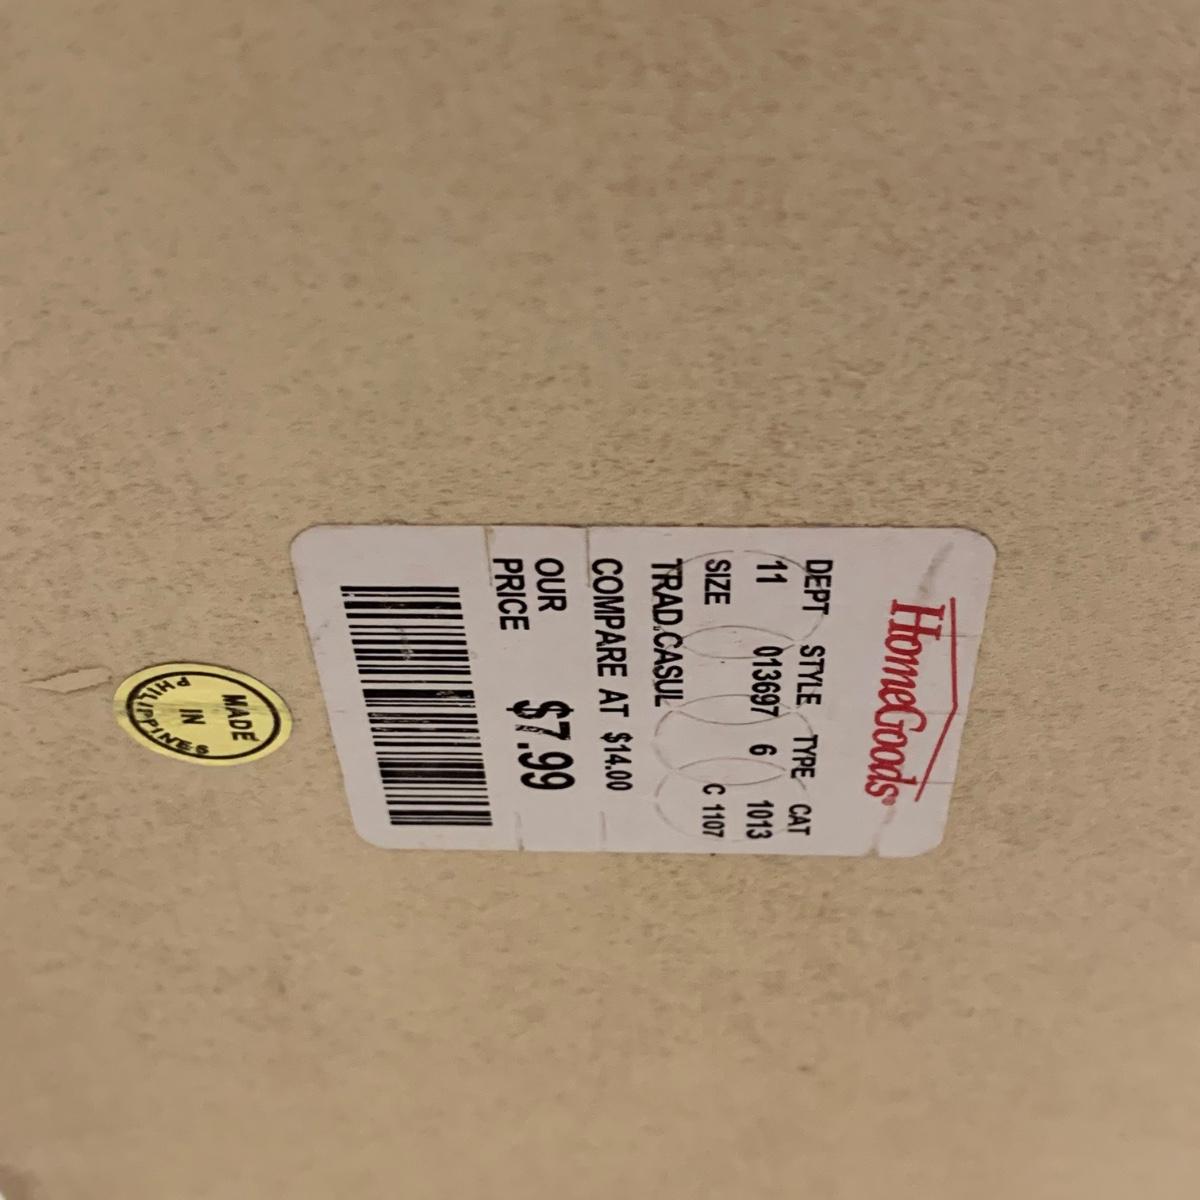 HomeGoods®
DEPT STYLE TYPE CAT
11 013697 6 1013
SIZE C 1107
TRAD.CASUL
COMPARE AT $14.00
OUR PRICE $7.99
MADE
IN
PHILIPPINES